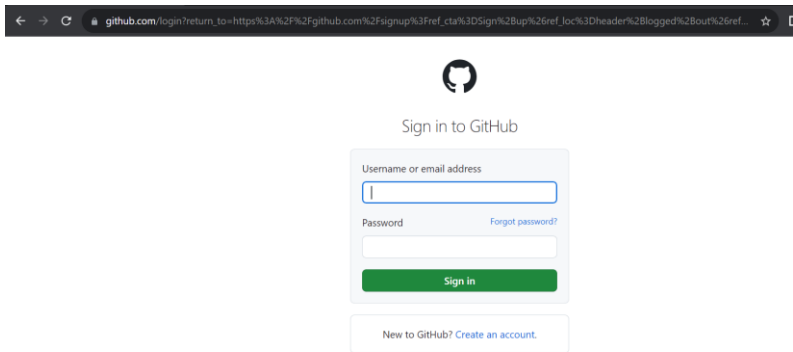 github.com/login?return_to=https%3A%2F%2Fgithub.com%2Fsignup%3Fref_cta%3DSign%2Bup%26ref_loc%3Dheader%2Blogged%2Bout%26ref...
Sign in to GitHub
Username or email address
Password Forgot password?
Sign in
New to GitHub? Create an account.